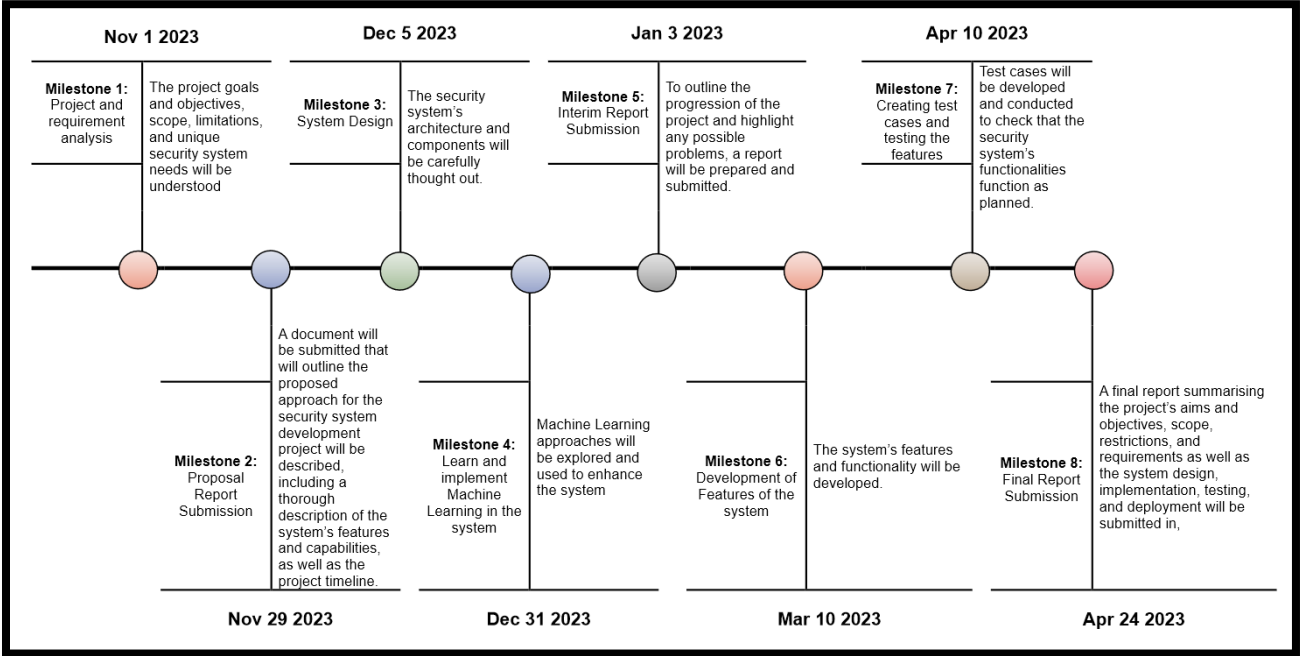 Nov 1 2023
Milestone 1:
Project and
requirement
analysis
The project goals
and objectives,
scope, limitations,
and unique
security system
needs will be
understood
Dec 5 2023
Milestone 3:
System Design
The security
system's
architecture and
components will
be carefully
thought out.
Jan 3 2023
Milestone 5:
Interim Report
Submission
To outline the
progression of the
project and highlight
any possible
problems, a report
will be prepared and
submitted.
Apr 10 2023
Milestone 7:
Creating test
cases and
testing the
features
Test cases will
be developed
and conducted
to check that the
security
system's
functionalities
function as
planned.
Milestone 2:
Proposal
Report
Submission
A document will
be submitted that
will outline the
proposed
approach for the
security system
development
project will be
described,
including a
thorough
description of the
system's features
and capabilities,
as well as the
project timeline.
Nov 29 2023
Milestone 4:
Learn and
implement
Machine
Learning in the
system
Machine Learning
approaches will
be explored and
used to enhance
the system
Dec 31 2023
Milestone 6:
Development of
Features of the
system
The system's features
and functionality will be
developed.
Mar 10 2023
Milestone 8:
Final Report
Submission
A final report summarising
the project's aims and
objectives, scope,
restrictions, and
requirements as well as
the system design,
implementation, testing,
and deployment will be
submitted in,
Apr 24 2023